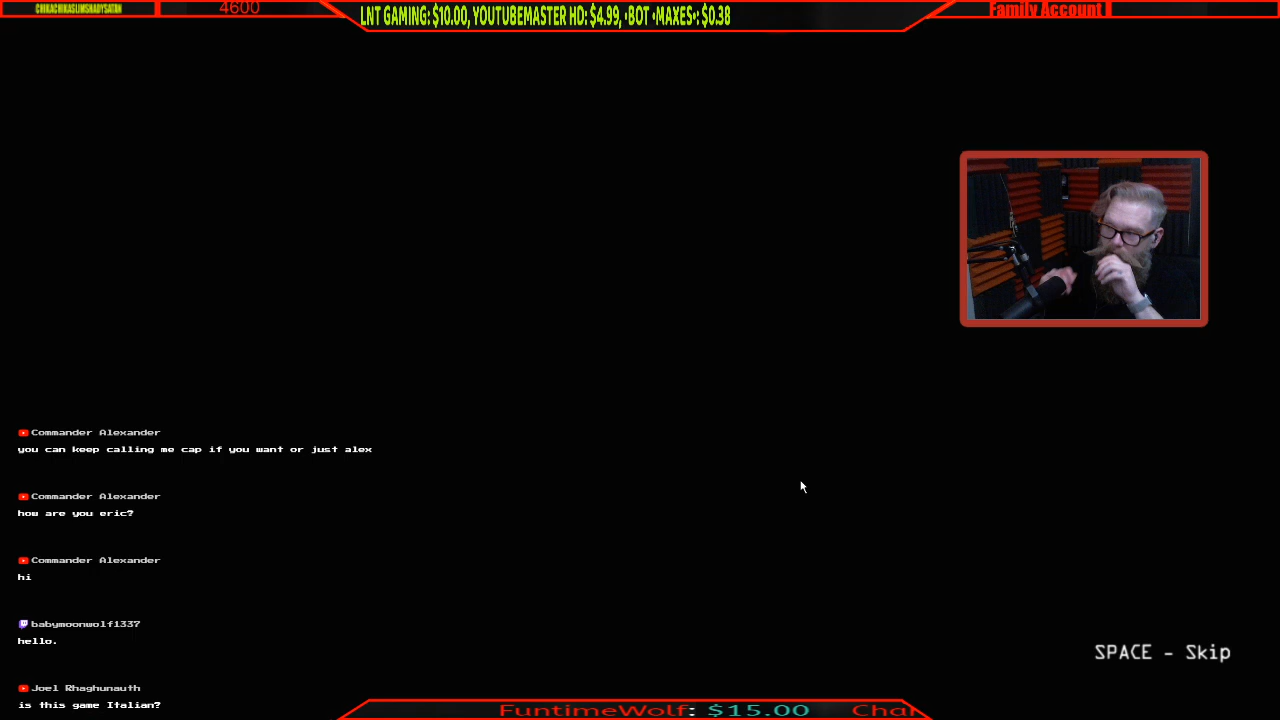 CHIKACHIKASLIMSHADYSATAN
4600
LNT GAMING: $10.00, YOUTUBEMASTER HD: $4.99, -BOT -MAXES-: $0.38
Family Account
Commander Alexander
you can keep calling me cap if you want or just alex
Commander Alexander
how are you eric?
Commander Alexander
hi
babymoonwolf1337
hello.
SPACE - Skip
Joel Rhaghunauth
is this game Italian?
FuntimeWolf: $15.00